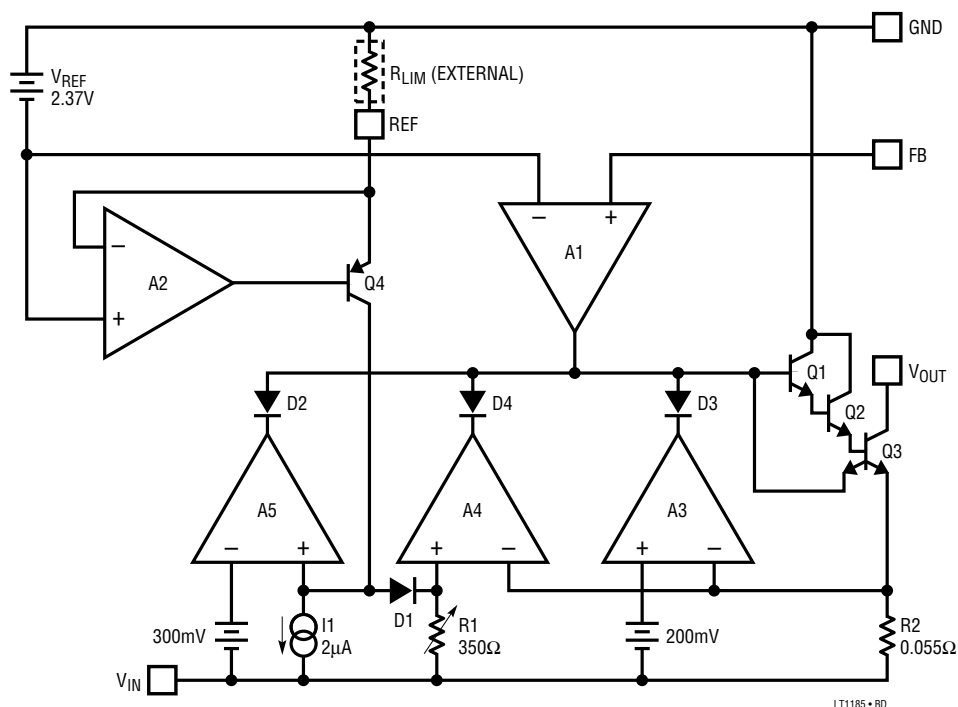 GND
VREF
2.37V
RLIM (EXTERNAL)
REF
FB
− +
A1
−
A2
+
Q4
D2
D4
D3
Q1
VOUT
Q2
Q3
A5
A4
A3
− +
+ −
+ −
300mV
I1
2µA
D1
R1
350Ω
200mV
R2
0.055Ω
VIN
LT1185 • BD